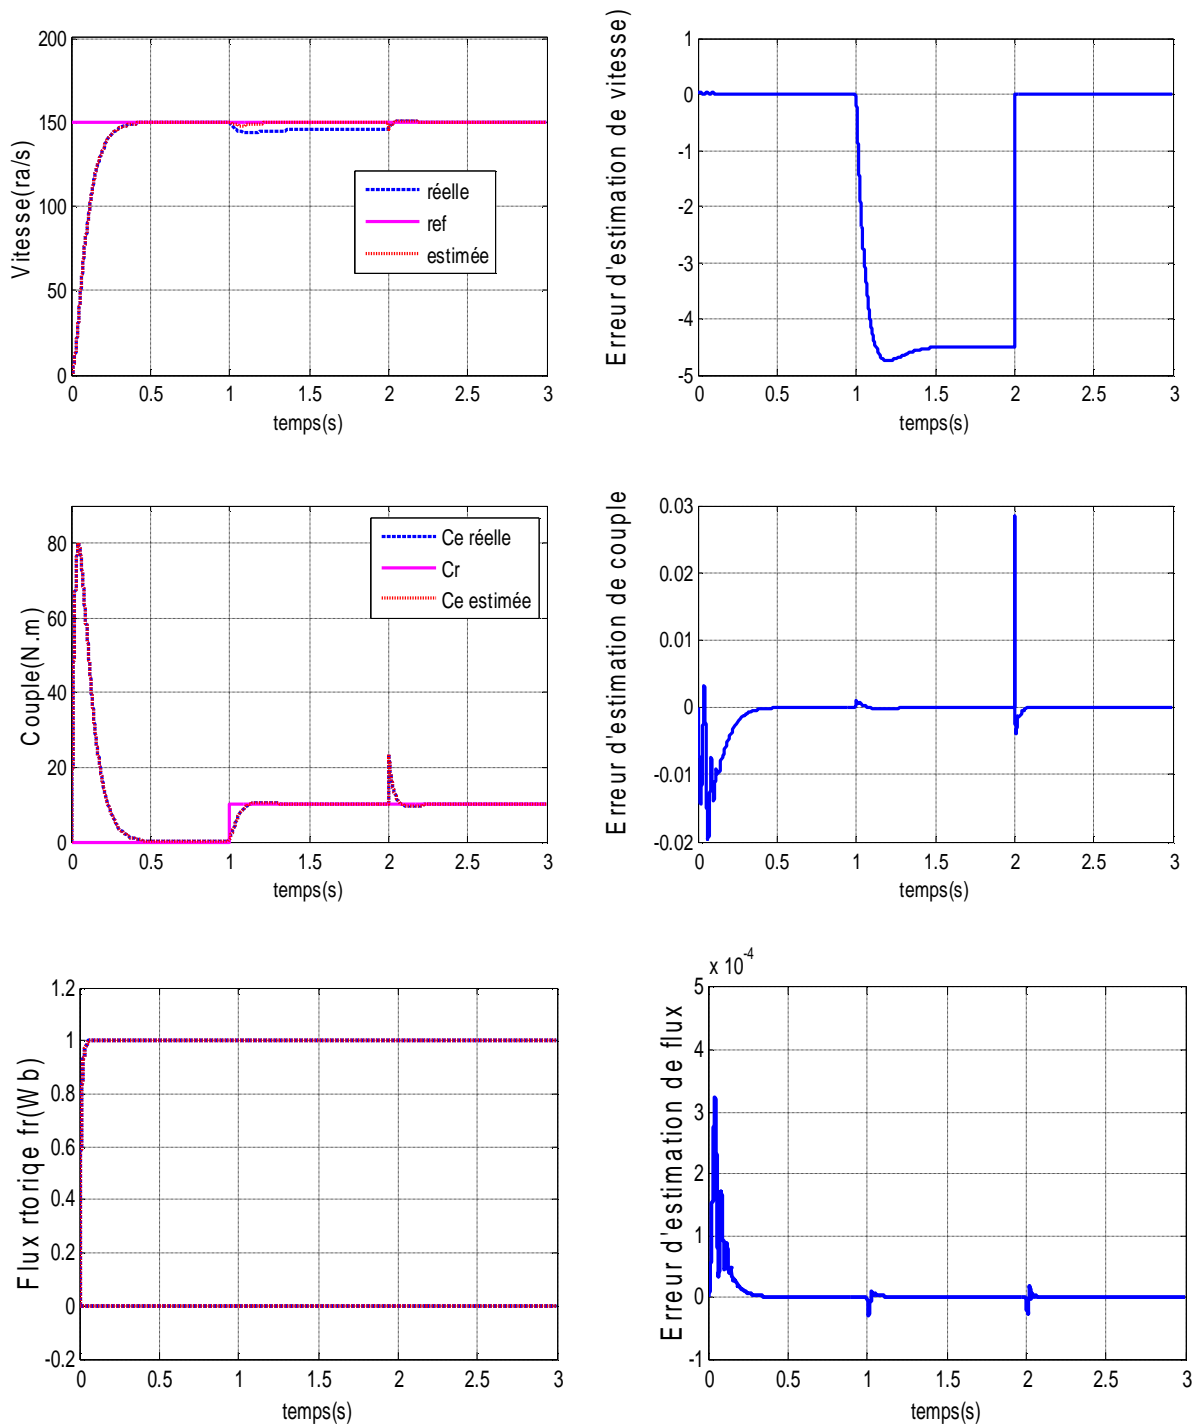 Vitesse(ra/s)
200
150
100
50
0
0 0.5 1 1.5 2 2.5 3
temps(s)
réelle
ref
estimée
Erreur d'estimation de vitesse)
1
0
-1
-2
-3
-4
-5
0 0.5 1 1.5 2 2.5 3
temps(s)
Couple(N.m)
80
60
40
20
0
0 0.5 1 1.5 2 2.5 3
temps(s)
Ce réelle
Cr
Ce estimée
Erreur d'estimation de couple
0.03
0.02
0.01
0
-0.01
-0.02
0 0.5 1 1.5 2 2.5 3
temps(s)
Flux rtoriqe fr(Wb)
1.2
1
0.8
0.6
0.4
0.2
0
-0.2
0 0.5 1 1.5 2 2.5 3
temps(s)
Erreur d'estimation de flux
x 10-4
5
4
3
2
1
0
-1
0 0.5 1 1.5 2 2.5 3
temps(s)